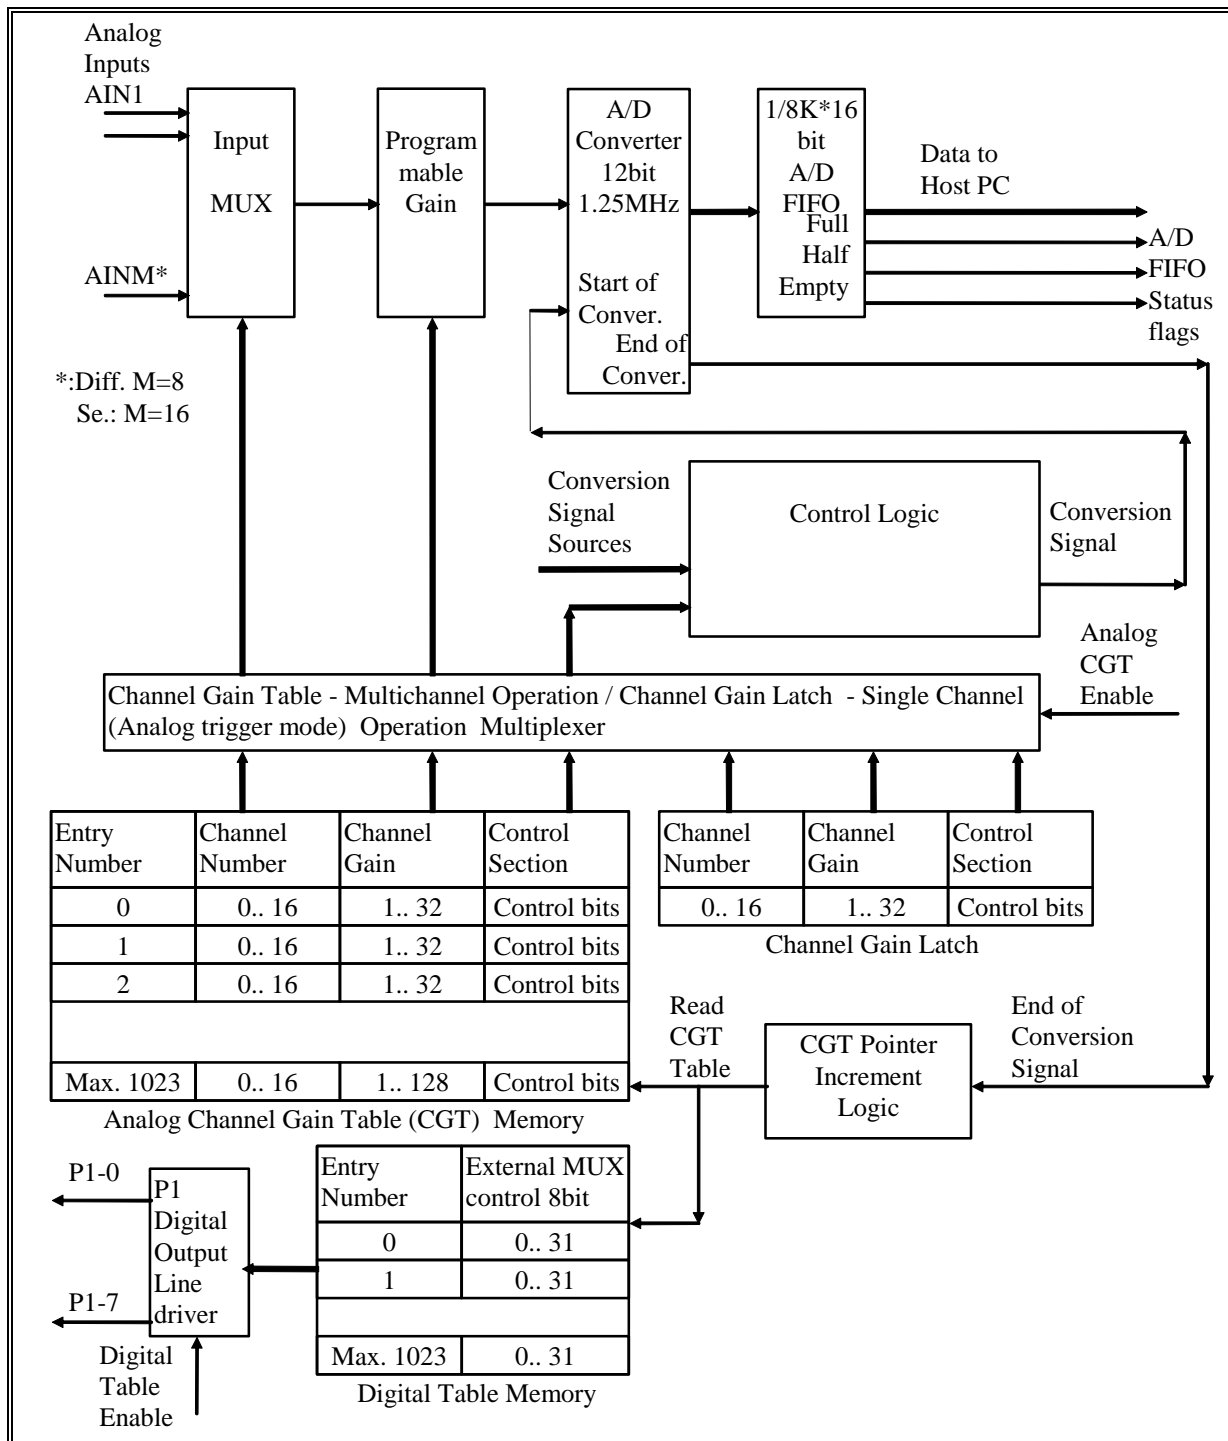 Analog
Inputs
AIN1
AINM*
Input
MUX
Program
mable
Gain
A/D
Converter
12bit
1.25MHz
Start of
Conver.
End of
Conver.
1/8K*16
bit
A/D
FIFO
Full
Half
Empty
Data to
Host PC
A/D
FIFO
Status
flags
*:Diff. M=8
Se.: M=16
Conversion
Signal
Sources
Control Logic
Conversion
Signal
Analog
CGT
Enable
Channel Gain Table - Multichannel Operation / Channel Gain Latch - Single Channel
(Analog trigger mode) Operation Multiplexer
Entry Number Channel Number Channel Gain Control Section
0 0.. 16 1.. 32 Control bits
1 0.. 16 1.. 32 Control bits
2 0.. 16 1.. 32 Control bits
Max. 1023 0.. 16 1.. 128 Control bits
Analog Channel Gain Table (CGT) Memory
Channel Number Channel Gain Control Section
0.. 16 1.. 32 Control bits
Channel Gain Latch
Read
CGT
Table
CGT Pointer
Increment
Logic
End of
Conversion
Signal
P1-0
P1-7
P1
Digital
Output
Line
driver
Digital
Table
Enable
Entry Number External MUX control 8bit
0 0.. 31
1 0.. 31
Max. 1023 0.. 31
Digital Table Memory